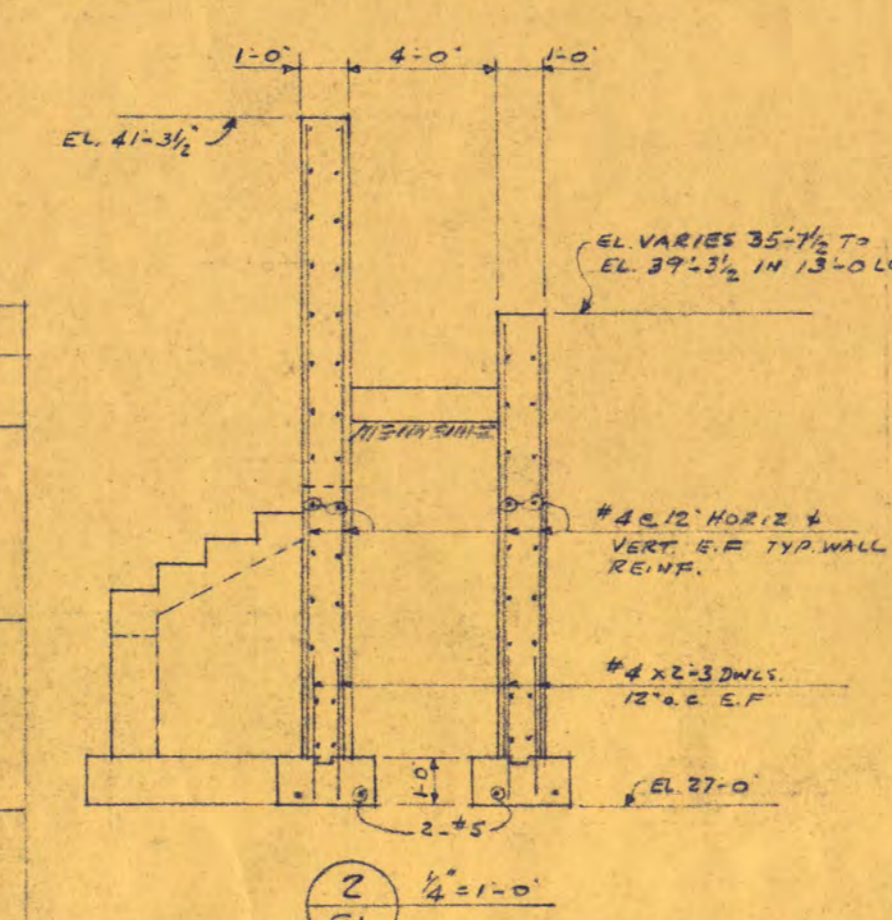 1'-0"
4'-0"
1'-0"
EL. 41'-3½"
EL. VARIES 35'-7½ TO
EL. 39'-3½ IN 13'-0
#4 @ 12" HORIZ &
VERT. E.F TYP. WALL
REINF.
#4 x 2'-3 DWLS.
12" o.c E.F
1'-0"
EL. 27'-0"
2-#5
2
¼" = 1'-0"